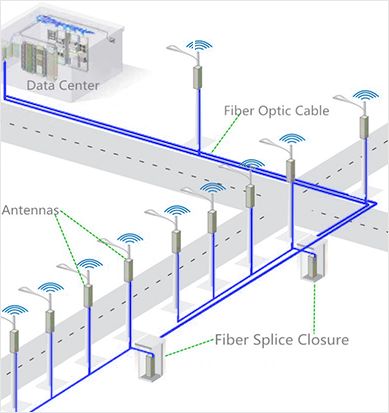 Data Center
Fiber Optic Cable
Antennas
Fiber Splice Closure